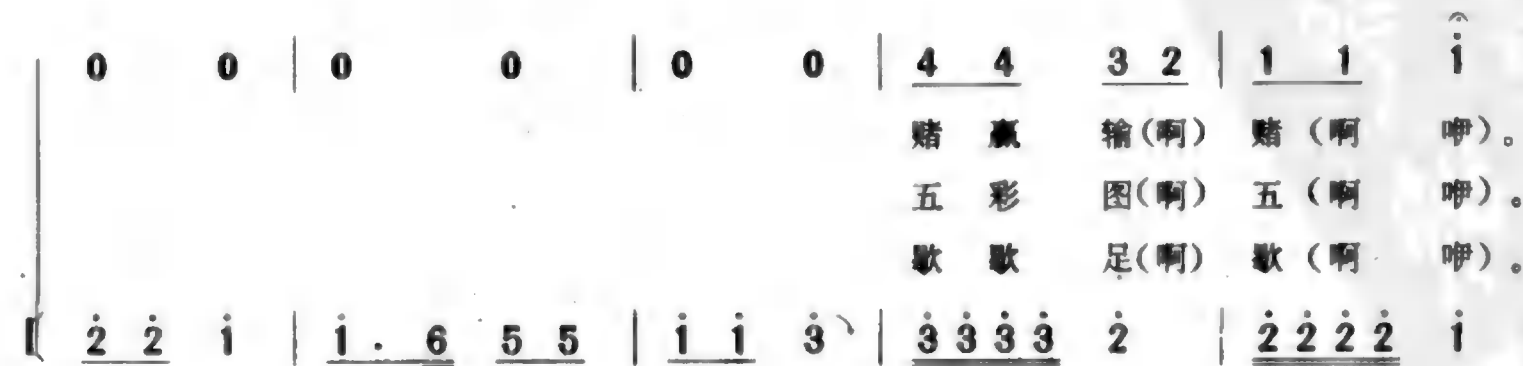 0 0 | 0 0 | 0 0 | 4 4 3 2 | 1 1 i
赌 赢 输(啊) 赌(啊 咿)。
五 彩 图(啊) 五(啊 咿)。
歇 歇 足(啊) 歇(啊 咿)。
2̇ 2̇ i | i . 6 5 5 | i i 3̇ | 3̇ 3̇ 3̇ 3̇ 2̇ | 2̇ 2̇ 2̇ 2̇ i